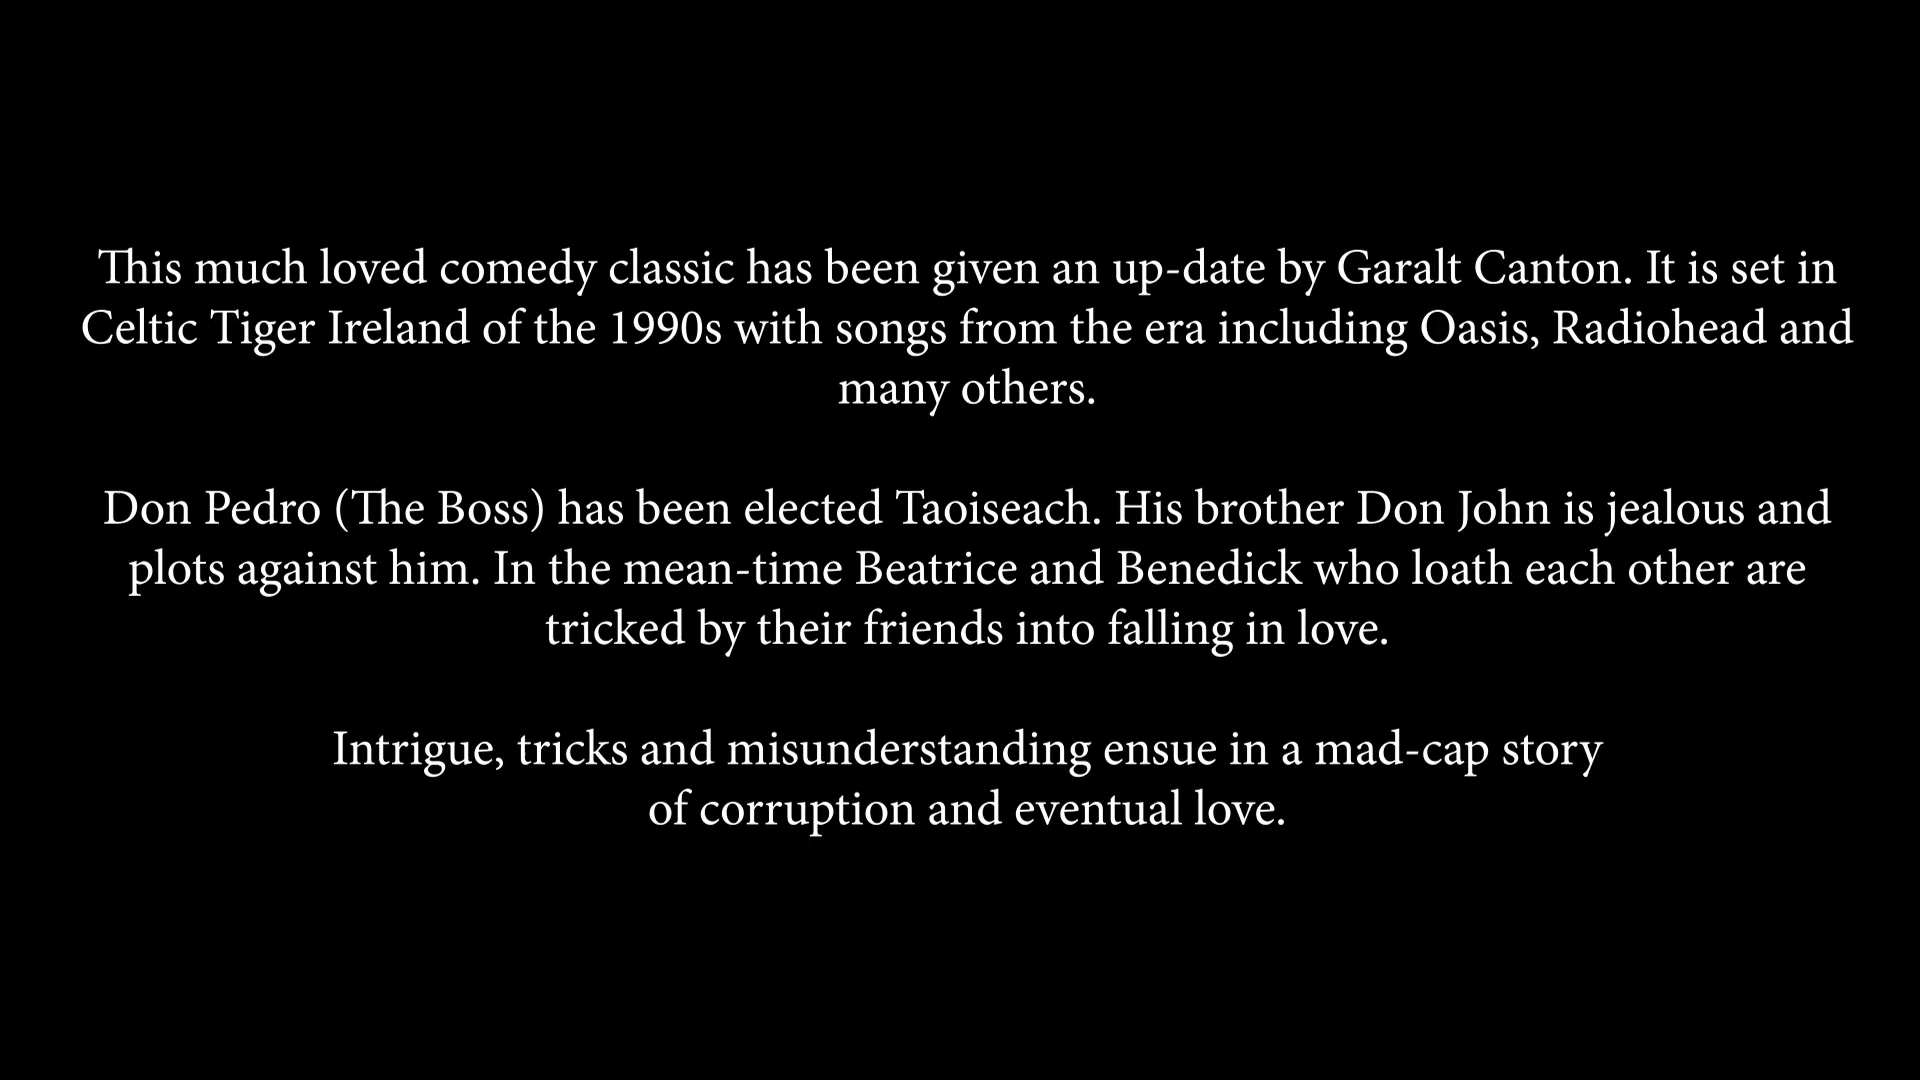 This much loved comedy classic has been given an up-date by Garalt Canton. It is set in
Celtic Tiger Ireland of the 1990s with songs from the era including Oasis, Radiohead and
many others.
Don Pedro (The Boss) has been elected Taoiseach. His brother Don John is jealous and
plots against him. In the mean-time Beatrice and Benedick who loath each other are
tricked by their friends into falling in love.
Intrigue, tricks and misunderstanding ensue in a mad-cap story
of corruption and eventual love.